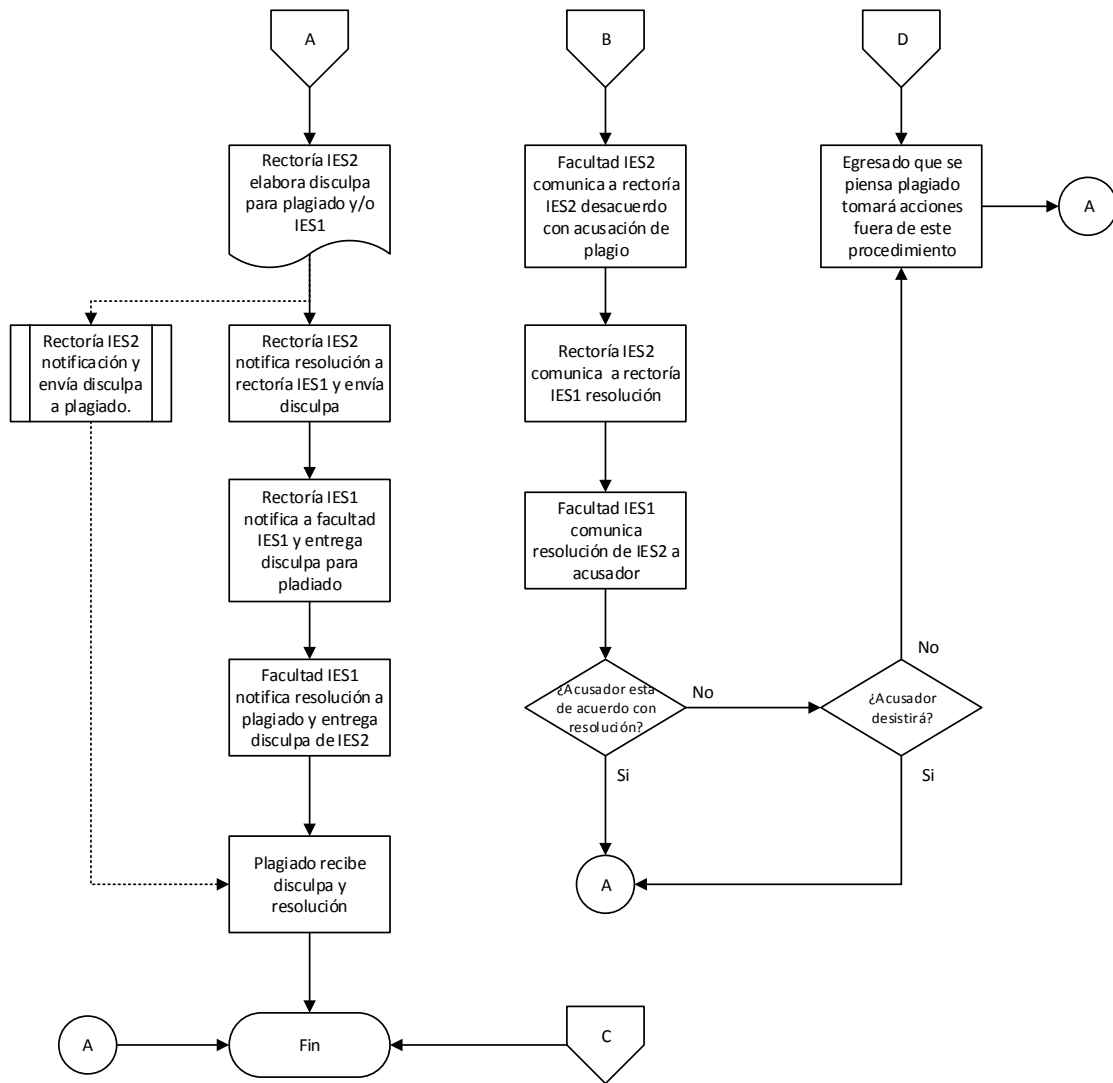 A
Rectoría IES2
elabora disculpa
para plagiado y/o
IES1
Rectoría IES2
notificación y
envía disculpa
a plagiado.
Rectoría IES2
notifica resolución a
rectoría IES1 y envía
disculpa
Rectoría IES1
notifica a facultad
IES1 y entrega
disculpa para
pladiado
Facultad IES1
notifica resolución a
plagiado y entrega
disculpa de IES2
Plagiado recibe
disculpa y
resolución
A
Fin
C
B
Facultad IES2
comunica a rectoría
IES2 desacuerdo
con acusación de
plagio
Rectoría IES2
comunica a rectoría
IES1 resolución
Facultad IES1
comunica
resolución de IES2 a
acusador
¿Acusador esta
de acuerdo con
resolución?
No
Si
A
D
Egresado que se
piensa plagiado
tomará acciones
fuera de este
procedimiento
A
No
¿Acusador
desistirá?
Si